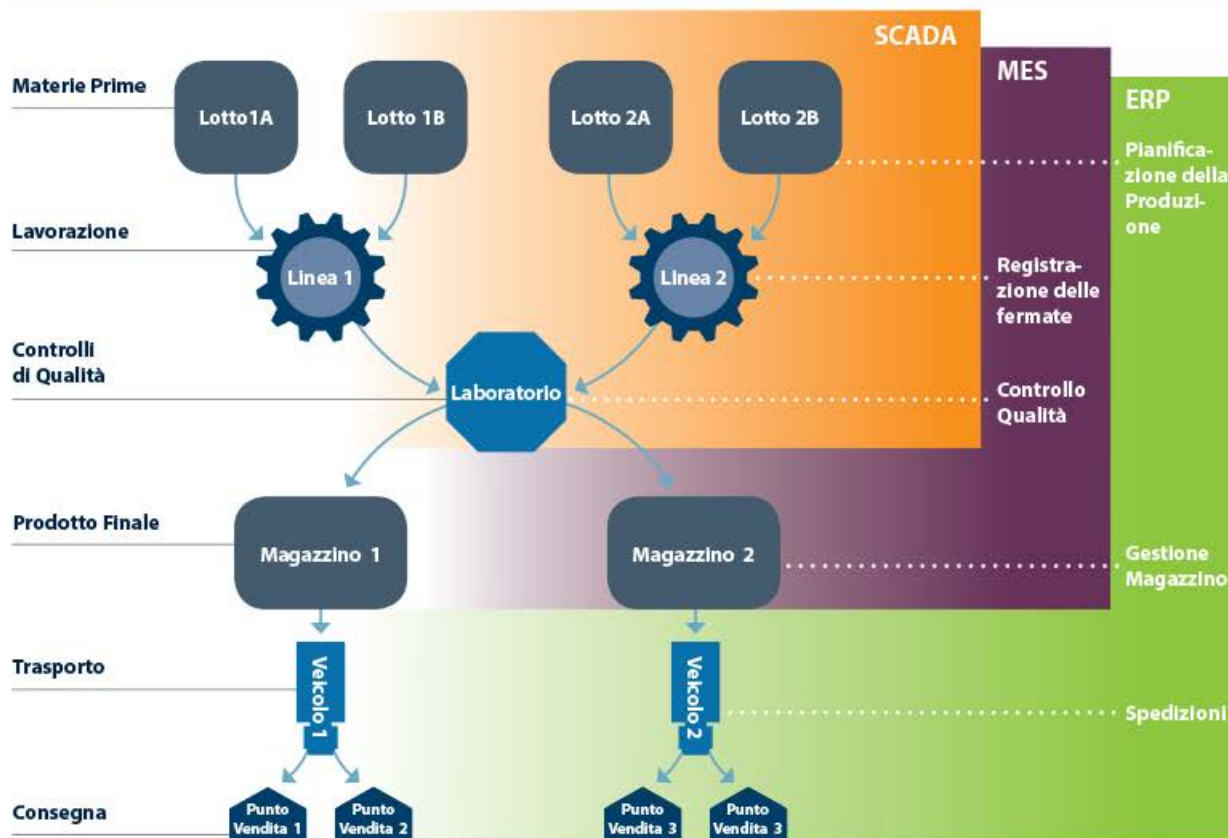 SCADA
MES
ERP
Materie Prime
Lotto1A
Lotto 1B
Lotto 2A
Lotto 2B
Pianifica-
zione della
Produzi-
one
Lavorazione
Linea 1
Linea 2
Registra-
zione delle
fermate
Controlli
di Qualità
Laboratorio
Controllo
Qualità
Prodotto Finale
Magazzino 1
Magazzino 2
Gestione
Magazzino
Trasporto
Veicolo 1
Veicolo 2
Spedizioni
Consegna
Punto
Vendita 1
Punto
Vendita 2
Punto
Vendita 3
Punto
Vendita 3